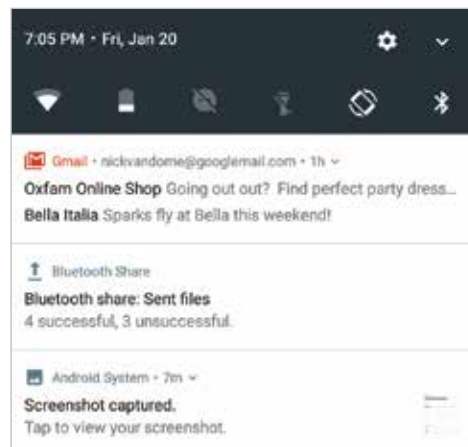 7:05 PM • Fri, Jan 20
Gmail • nickvandome@googlemail.com • 1h
Oxfam Online Shop Going out out? Find perfect party dress...
Bella Italia Sparks fly at Bella this weekend!
Bluetooth Share
Bluetooth share: Sent files
4 successful, 3 unsuccessful.
Android System • 7m
Screenshot captured.
Tap to view your screenshot.